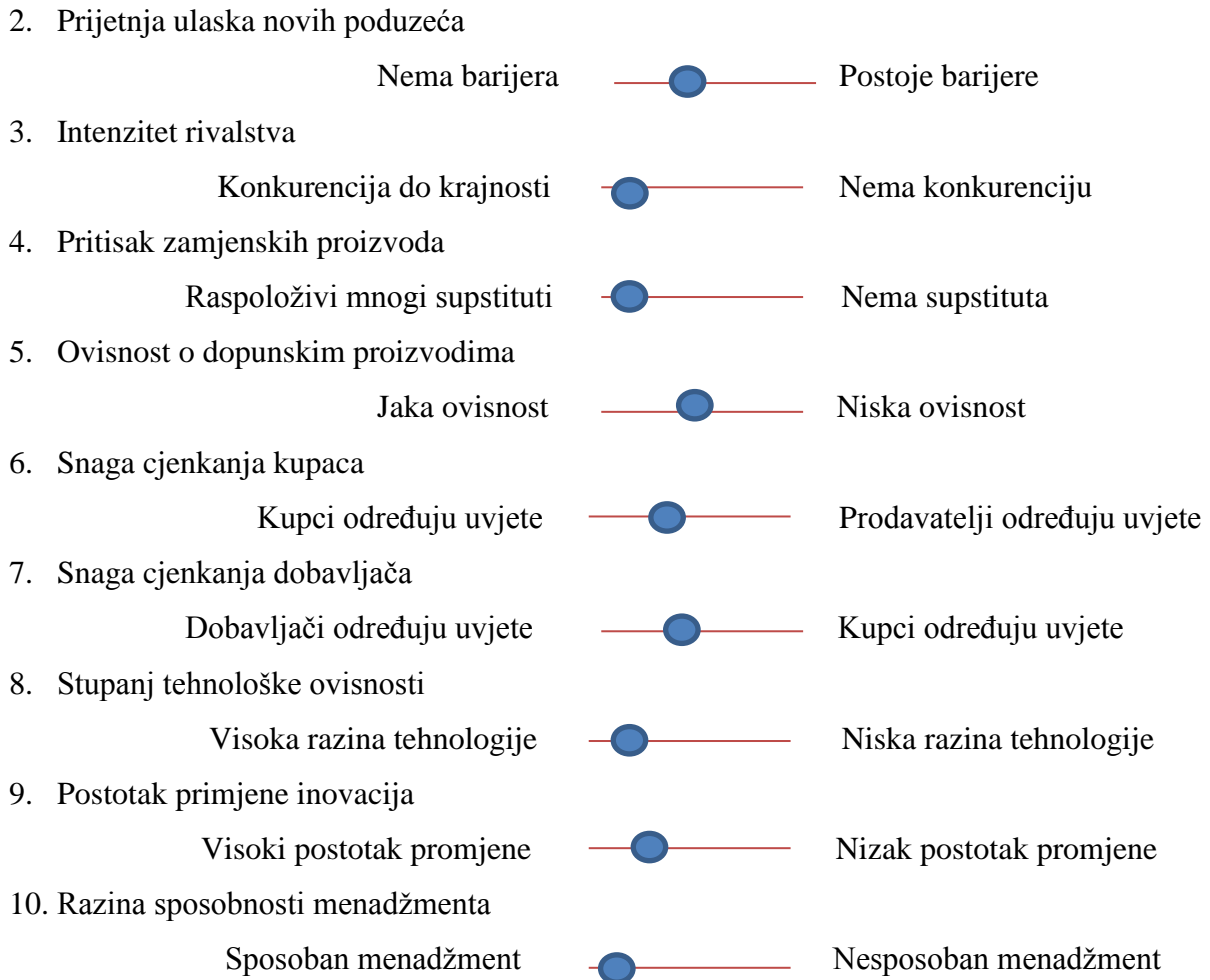 2. Prijetnja ulaska novih poduzeća
Nema barijera Postoje barijere
3. Intenzitet rivalstva
Konkurencija do krajnosti Nema konkurenciju
4. Pritisak zamjenskih proizvoda
Raspoloživi mnogi supstituti Nema supstituta
5. Ovisnost o dopunskim proizvodima
Jaka ovisnost Niska ovisnost
6. Snaga cjenkanja kupaca
Kupci određuju uvjete Prodavatelji određuju uvjete
7. Snaga cjenkanja dobavljača
Dobavljači određuju uvjete Kupci određuju uvjete
8. Stupanj tehnološke ovisnosti
Visoka razina tehnologije Niska razina tehnologije
9. Postotak primjene inovacija
Visoki postotak promjene Nizak postotak promjene
10. Razina sposobnosti menadžmenta
Sposoban menadžment Nesposoban menadžment